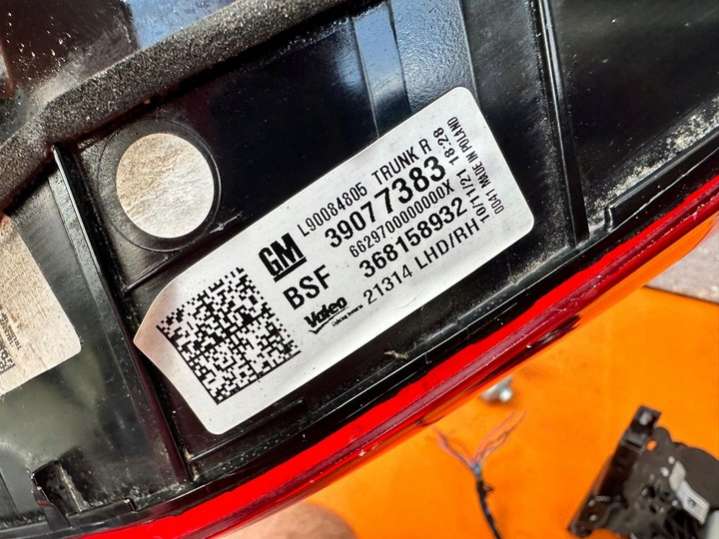 L90084805 TRUNK R
GM 39077383
6629700000000X
BSF 368158932
Valeo 21314 LHD/RH
10/11/21 18:28
0041 MADE IN POLAND